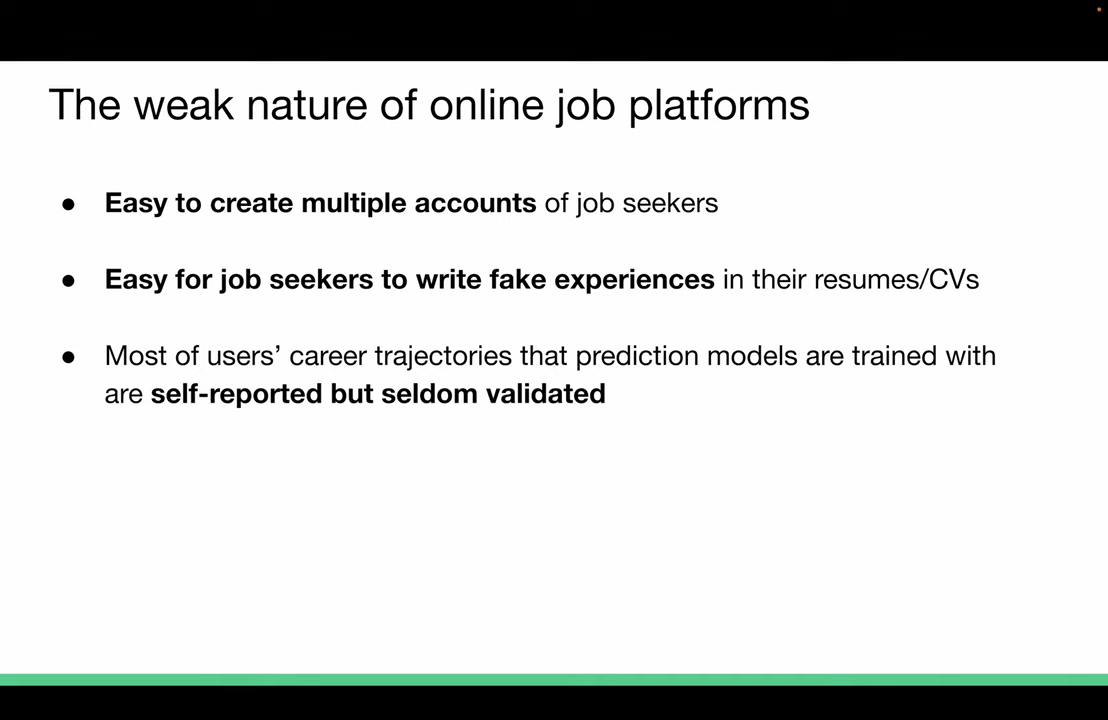 The weak nature of online job platforms
● Easy to create multiple accounts of job seekers
● Easy for job seekers to write fake experiences in their resumes/CVs
● Most of users’ career trajectories that prediction models are trained with
are self-reported but seldom validated